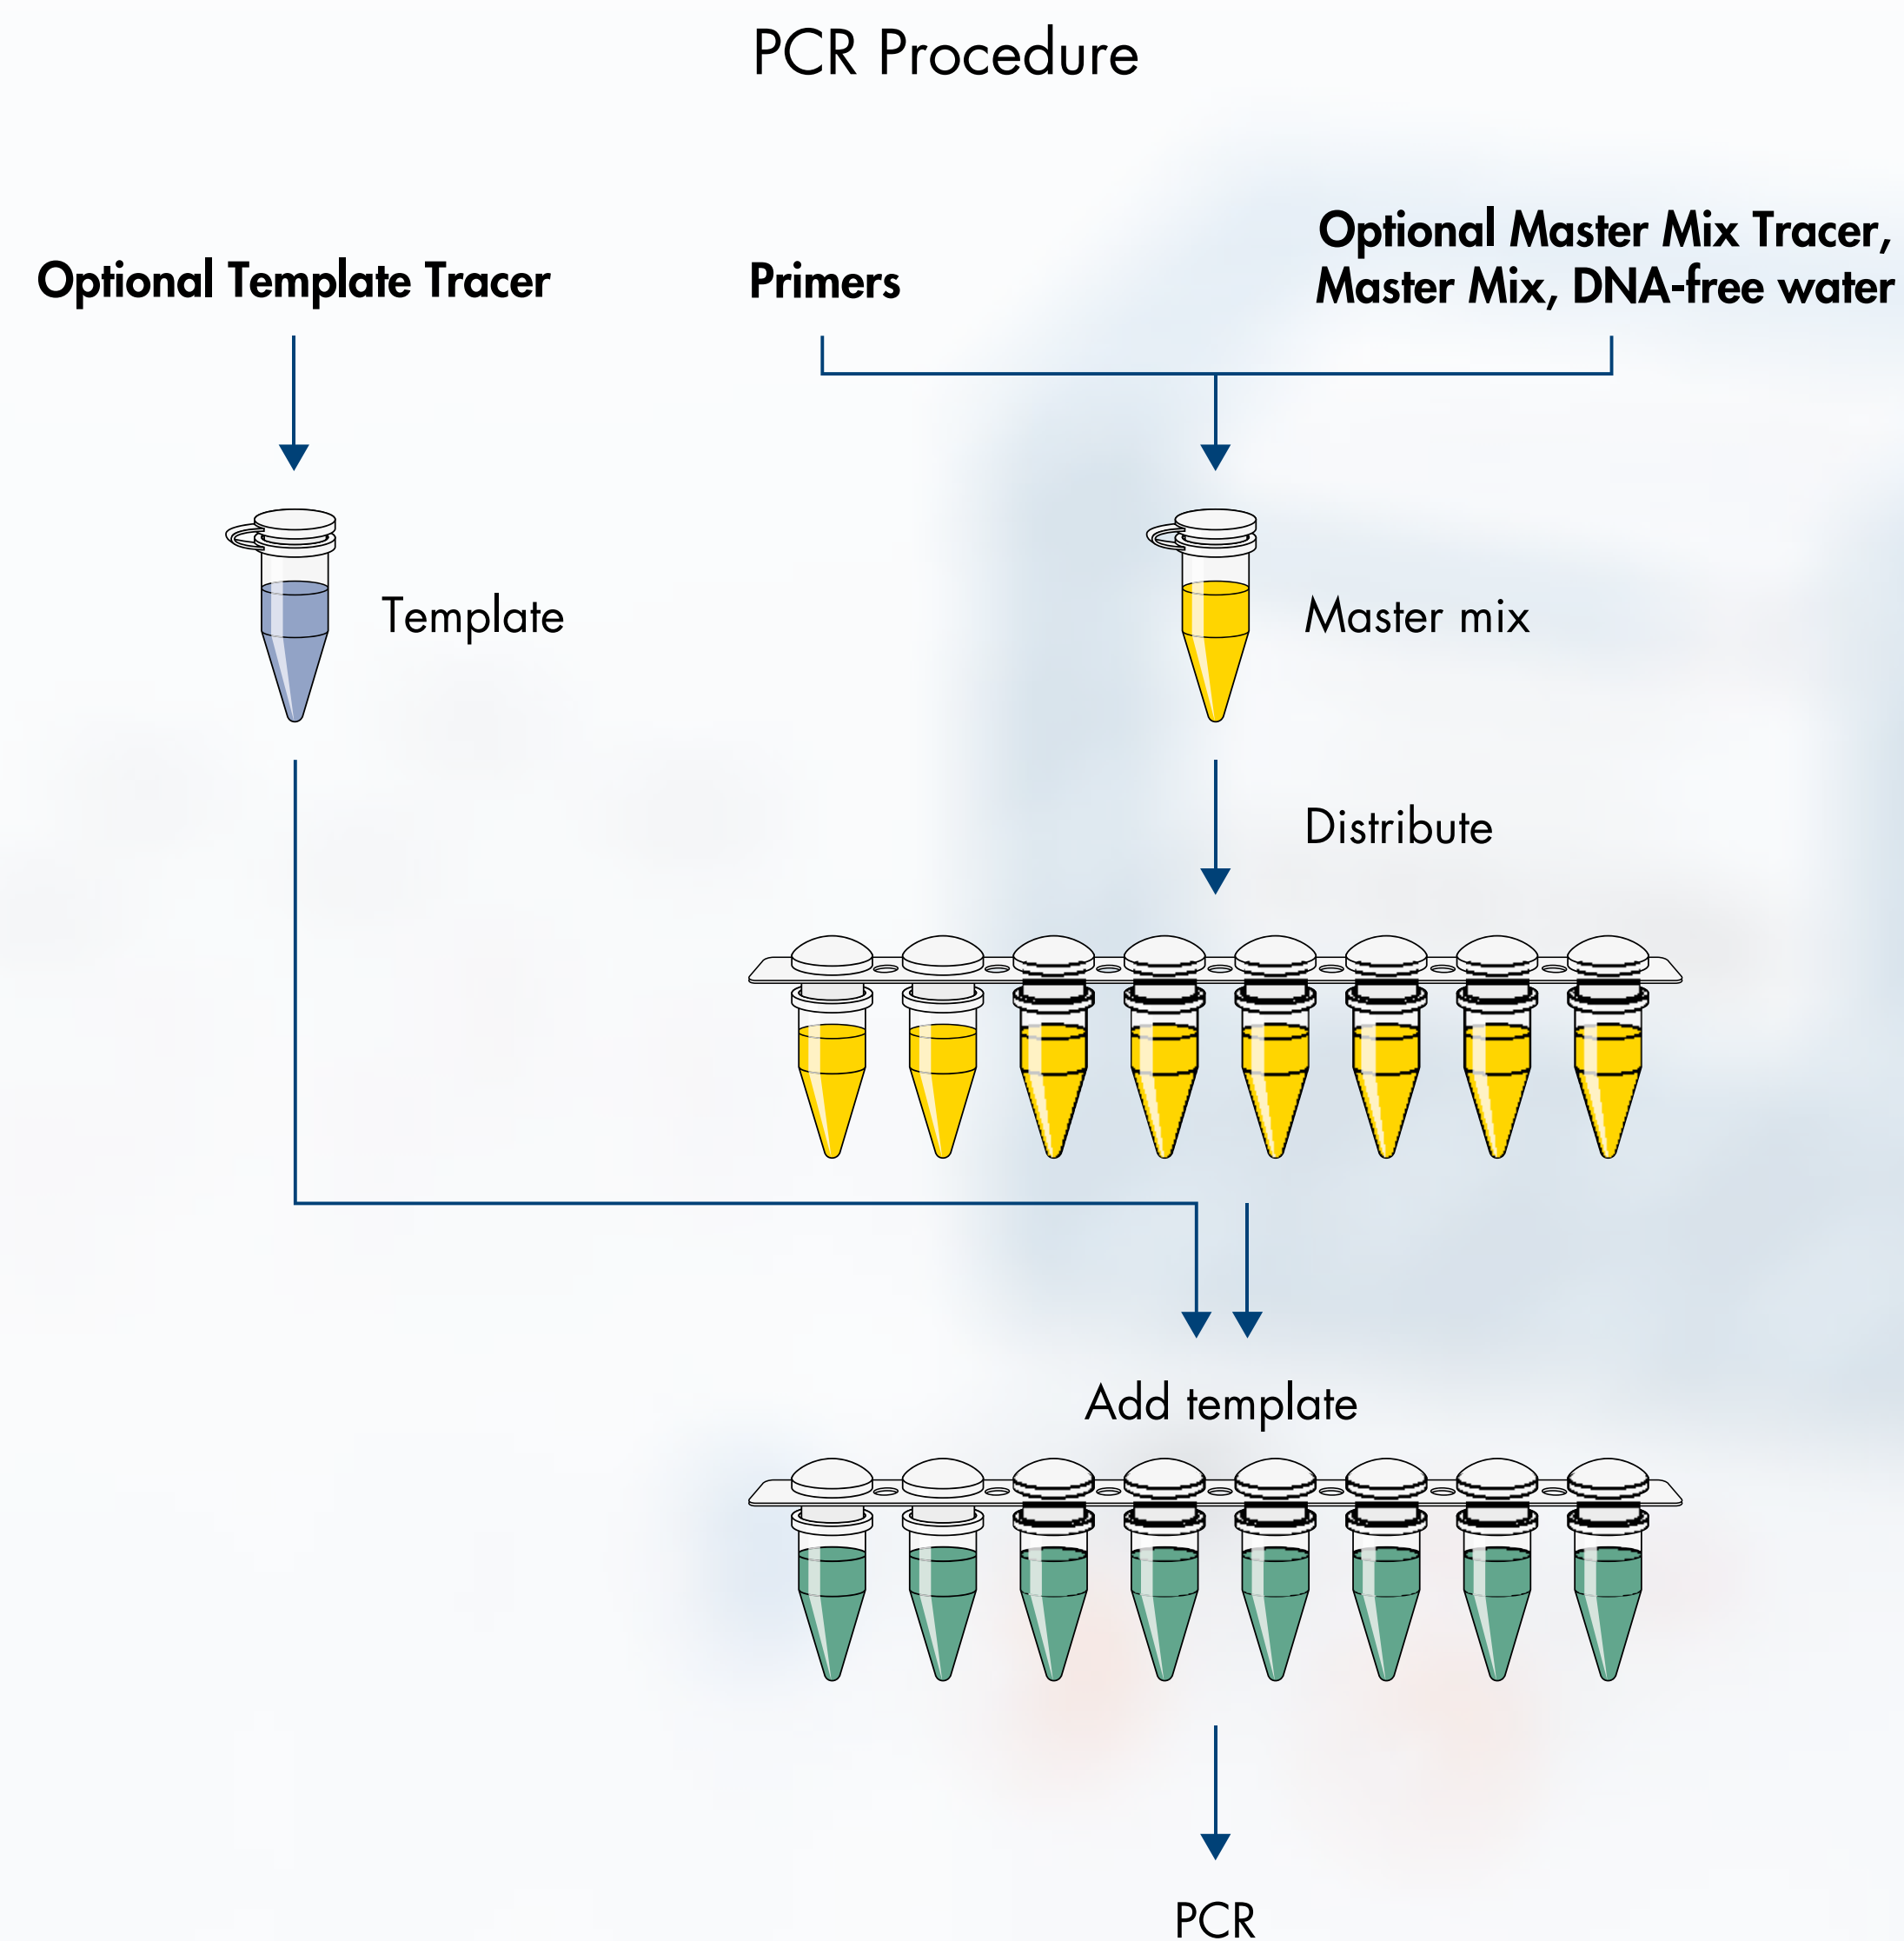 PCR Procedure
Optional Template Tracer
Primers
Optional Master Mix Tracer,
Master Mix, DNA-free water
Template
Master mix
Distribute
Add template
PCR